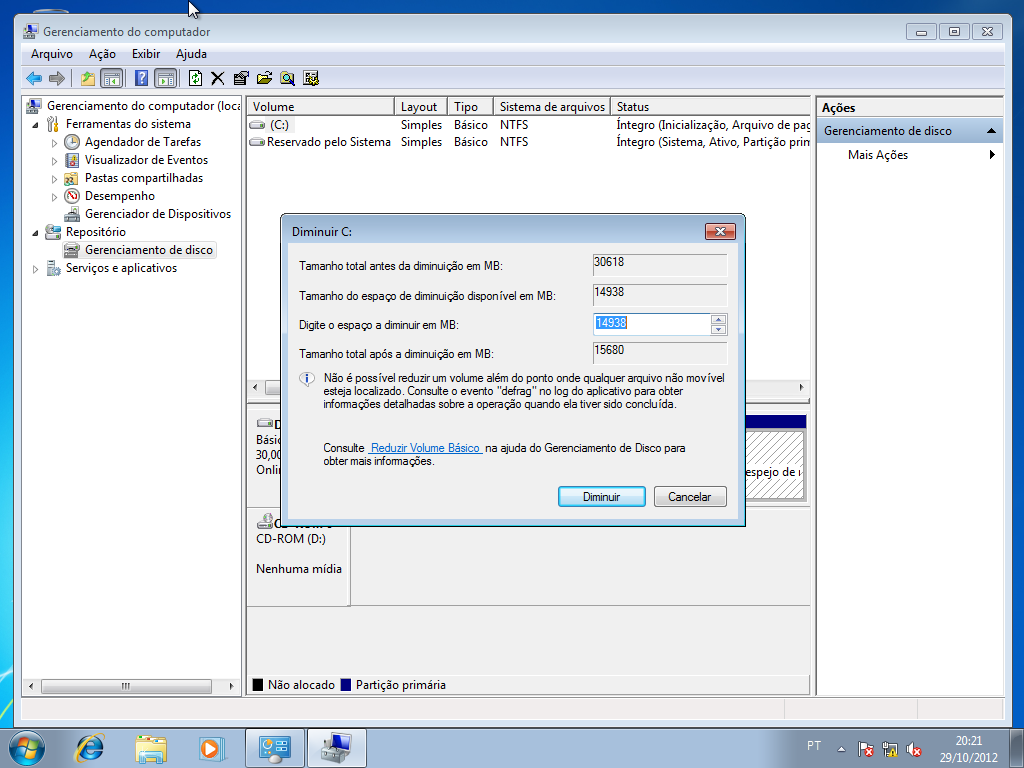 Gerenciamento do computador
Arquivo Ação Exibir Ajuda
Gerenciamento do computador (loca
Ferramentas do sistema
Agendador de Tarefas
Visualizador de Eventos
Pastas compartilhadas
Desempenho
Gerenciador de Dispositivos
Repositório
Gerenciamento de disco
Serviços e aplicativos
Volume Layout Tipo Sistema de arquivos Status
(C:) Simples Básico NTFS Íntegro (Inicialização, Arquivo de pag
Reservado pelo Sistema Simples Básico NTFS Íntegro (Sistema, Ativo, Partição prim
Ações
Gerenciamento de disco
Mais Ações
Diminuir C:
Tamanho total antes da diminuição em MB: 30618
Tamanho do espaço de diminuição disponível em MB: 14938
Digite o espaço a diminuir em MB: 14938
Tamanho total após a diminuição em MB: 15680
Não é possível reduzir um volume além do ponto onde qualquer arquivo não movível
esteja localizado. Consulte o evento "defrag" no log do aplicativo para obter
informações detalhadas sobre a operação quando ela tiver sido concluída.
Consulte Reduzir Volume Básico na ajuda do Gerenciamento de Disco para
obter mais informações.
Diminuir Cancelar
Básic
30,00
Onlin
espejo de
CD-ROM (D:)
Nenhuma mídia
Não alocado Partição primária
PT
20:21
29/10/2012